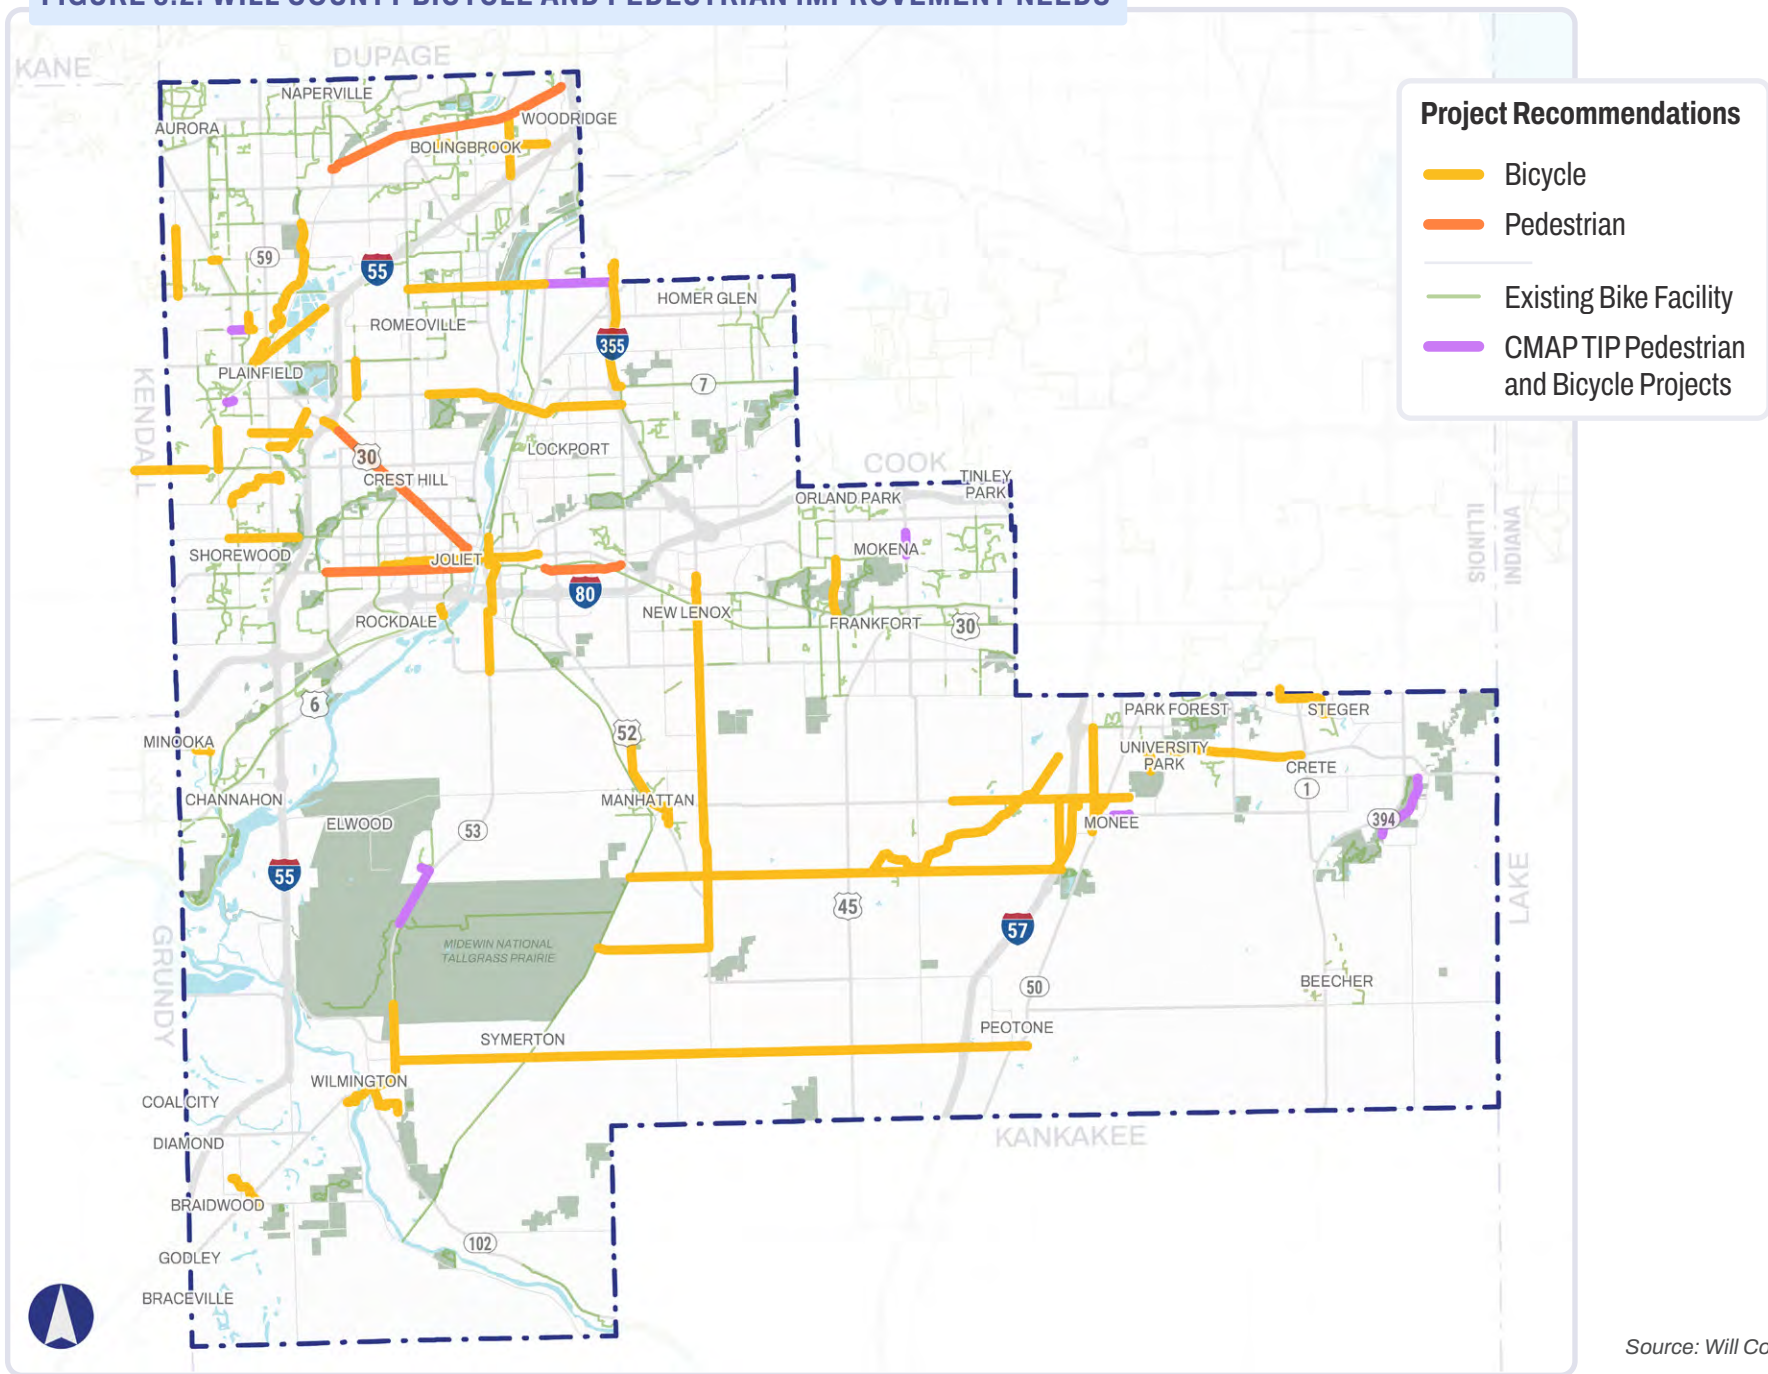 FIGURE 3.2: WILL COUNTY BICYCLE AND PEDESTRIAN IMPROVEMENT NEEDS
KANE
DUPAGE
NAPERVILLE
AURORA
WOODRIDGE
BOLINGBROOK
Project Recommendations
Bicycle
Pedestrian
Existing Bike Facility
CMAP TIP Pedestrian
and Bicycle Projects
59
55
HOMER GLEN
ROMEOVILLE
355
PLAINFIELD
7
KENDALL
30
LOCKPORT
CREST HILL
COOK
TINLEY
PARK
ORLAND PARK
ILLINOIS
INDIANA
SHOREWOOD
JOLIET
MOKENA
80
ROCKDALE
NEW LENOX
FRANKFORT
30
6
PARK FOREST
STEGER
52
MINOOKA
UNIVERSITY
PARK
CRETE
1
CHANNAHON
MANHATTAN
ELWOOD
53
MONEE
394
55
45
LAKE
57
GRUNDY
MIDEWIN NATIONAL
TALLGRASS PRAIRIE
50
BEECHER
SYMERTON
PEOTONE
WILMINGTON
COAL CITY
DIAMOND
KANKAKEE
BRAIDWOOD
102
GODLEY
BRACEVILLE
Source: Will Co